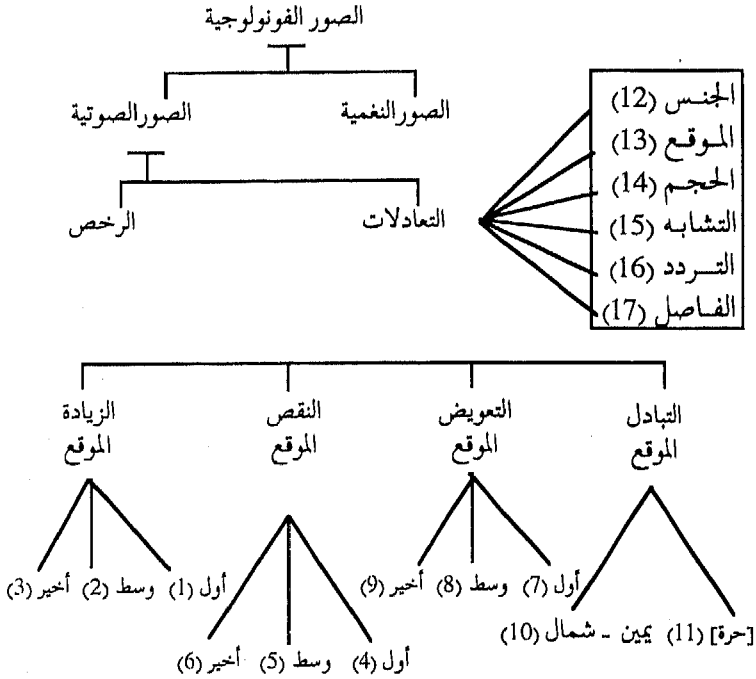 الصور الفونولوجية
الصور النغمية الصور الصوتية
التعادلات الرخص
الجنس (12)
الموقع (13)
الحجم (14)
التشابه (15)
التردد (16)
الفاصل (17)
التبادل التعويض النقص الزيادة
الموقع الموقع الموقع الموقع
أول (7) وسط (8) أخير (9) أول (1) وسط (2) أخير (3)
[حرة] (11) يمين - شمال (10)
أول (4) وسط (5) أخير (6)